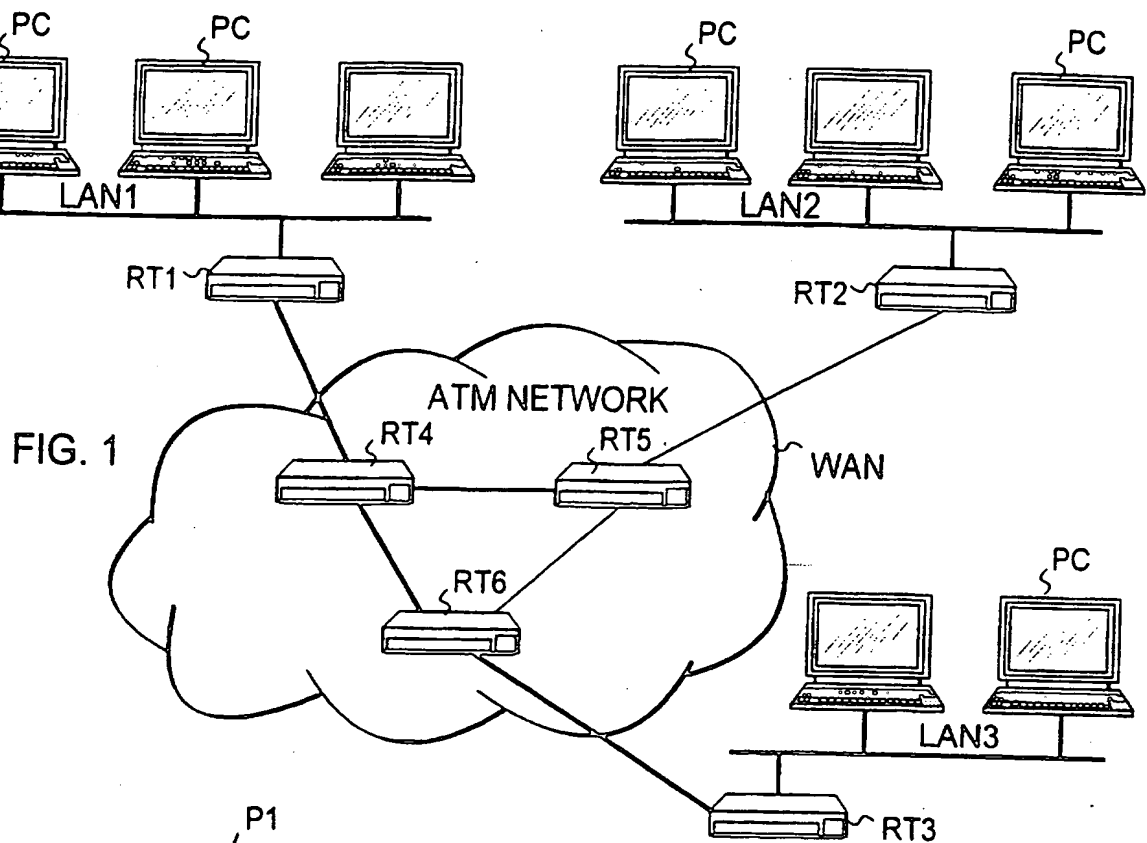 PC
PC
PC
PC
LAN1
LAN2
RT1
RT2
ATM NETWORK
FIG. 1
RT4
RT5
WAN
RT6
PC
LAN3
P1
RT3